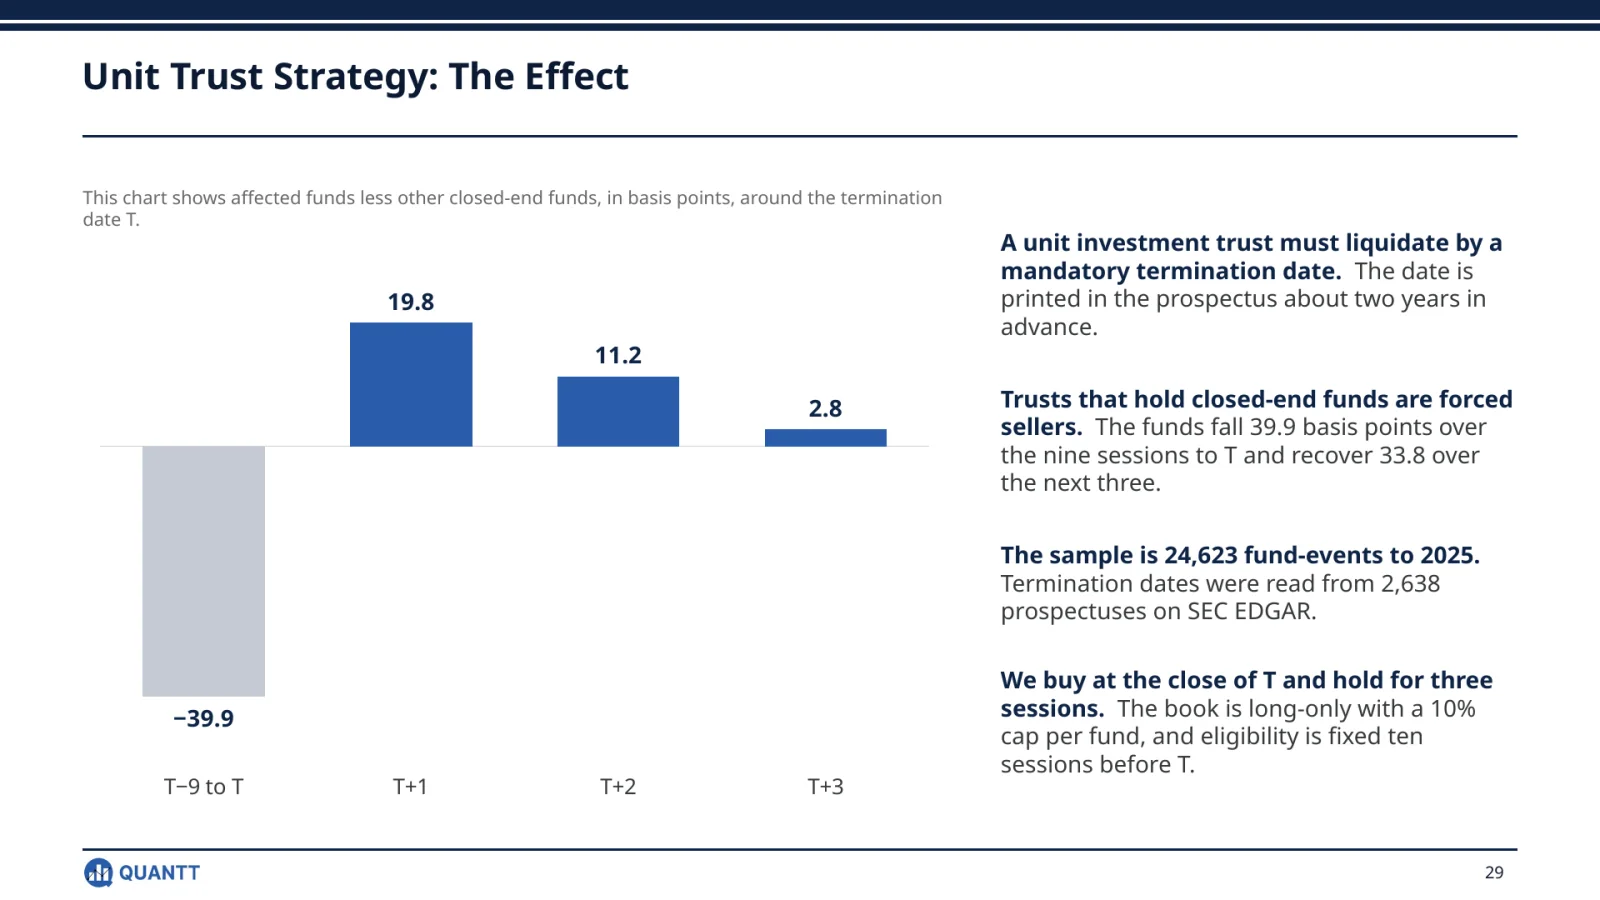 Unit Trust Strategy: The Effect
This chart shows affected funds less other closed-end funds, in basis points, around the termination
date T.
19.8
11.2
2.8
−39.9
T−9 to T
T+1
T+2
T+3
A unit investment trust must liquidate by a
mandatory termination date. The date is
printed in the prospectus about two years in
advance.
Trusts that hold closed-end funds are forced
sellers. The funds fall 39.9 basis points over
the nine sessions to T and recover 33.8 over
the next three.
The sample is 24,623 fund-events to 2025.
Termination dates were read from 2,638
prospectuses on SEC EDGAR.
We buy at the close of T and hold for three
sessions. The book is long-only with a 10%
cap per fund, and eligibility is fixed ten
sessions before T.
QUANTT
29